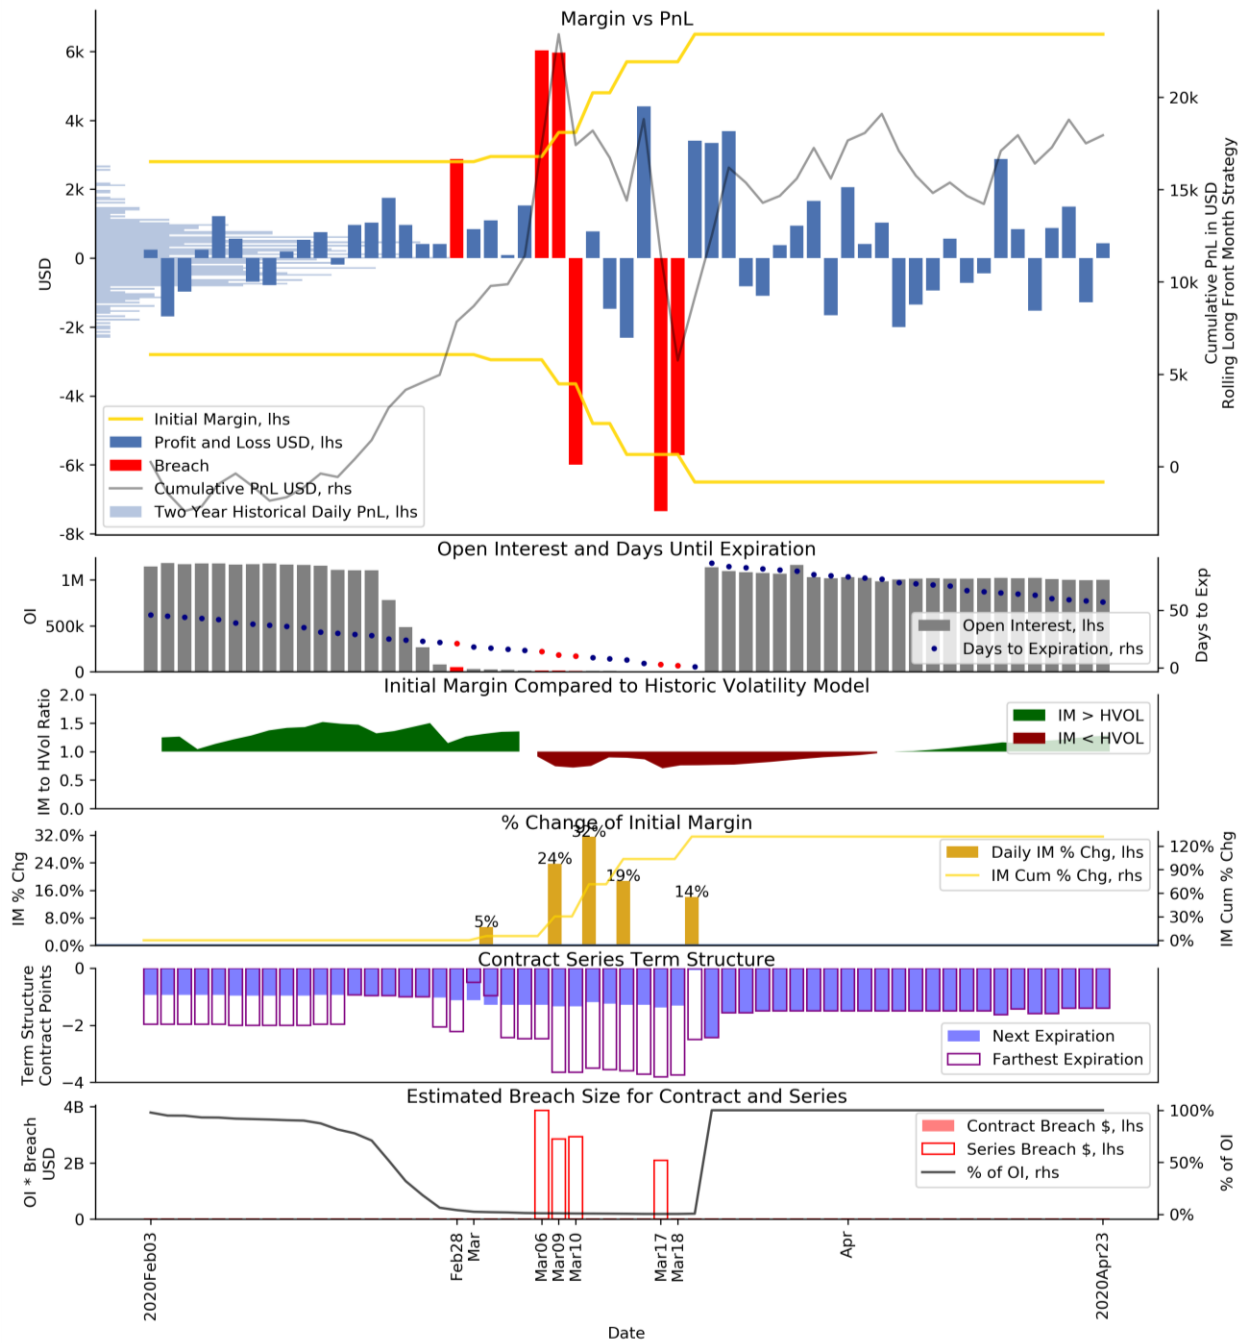 Margin vs PnL
6k
4k
2k
0
-2k
-4k
-6k
-8k
USD
20k
15k
10k
5k
0
Cumulative PnL in USD
Rolling Long Front Month Strategy
Initial Margin, lhs
Profit and Loss USD, lhs
Breach
Cumulative PnL USD, rhs
Two Year Historical Daily PnL, lhs
Open Interest and Days Until Expiration
1M
500k
0
OI
50
0
Days to Exp
Open Interest, lhs
Days to Expiration, rhs
Initial Margin Compared to Historic Volatility Model
2.0
1.5
1.0
0.5
0.0
IM to HVol Ratio
IM > HVOL
IM < HVOL
% Change of Initial Margin
32.0%
24.0%
16.0%
8.0%
0.0%
IM % Chg
5%
24%
32%
19%
14%
120%
90%
60%
30%
0%
IM Cum % Chg
Daily IM % Chg, lhs
IM Cum % Chg, rhs
Contract Series Term Structure
0
−2
−4
Term Structure
Contract Points
Next Expiration
Farthest Expiration
Estimated Breach Size for Contract and Series
4B
2B
0
OI * Breach
USD
100%
50%
0%
% of OI
Contract Breach $, lhs
Series Breach $, lhs
% of OI, rhs
2020Feb03
Feb28
Mar
Mar06
Mar09
Mar10
Mar17
Mar18
Apr
2020Apr23
Date